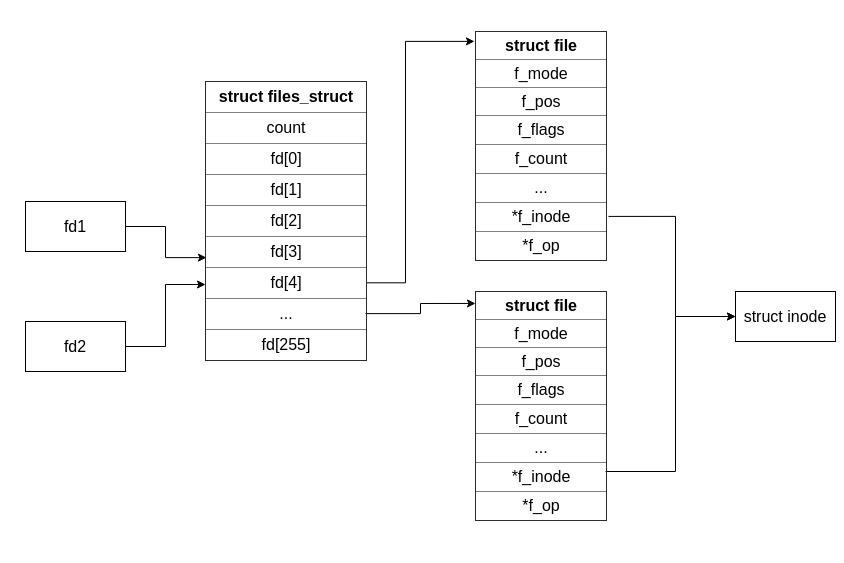 fd1
fd2
struct files_struct
count
fd[0]
fd[1]
fd[2]
fd[3]
fd[4]
...
fd[255]
struct file
f_mode
f_pos
f_flags
f_count
...
*f_inode
*f_op
struct file
f_mode
f_pos
f_flags
f_count
...
*f_inode
*f_op
struct inode